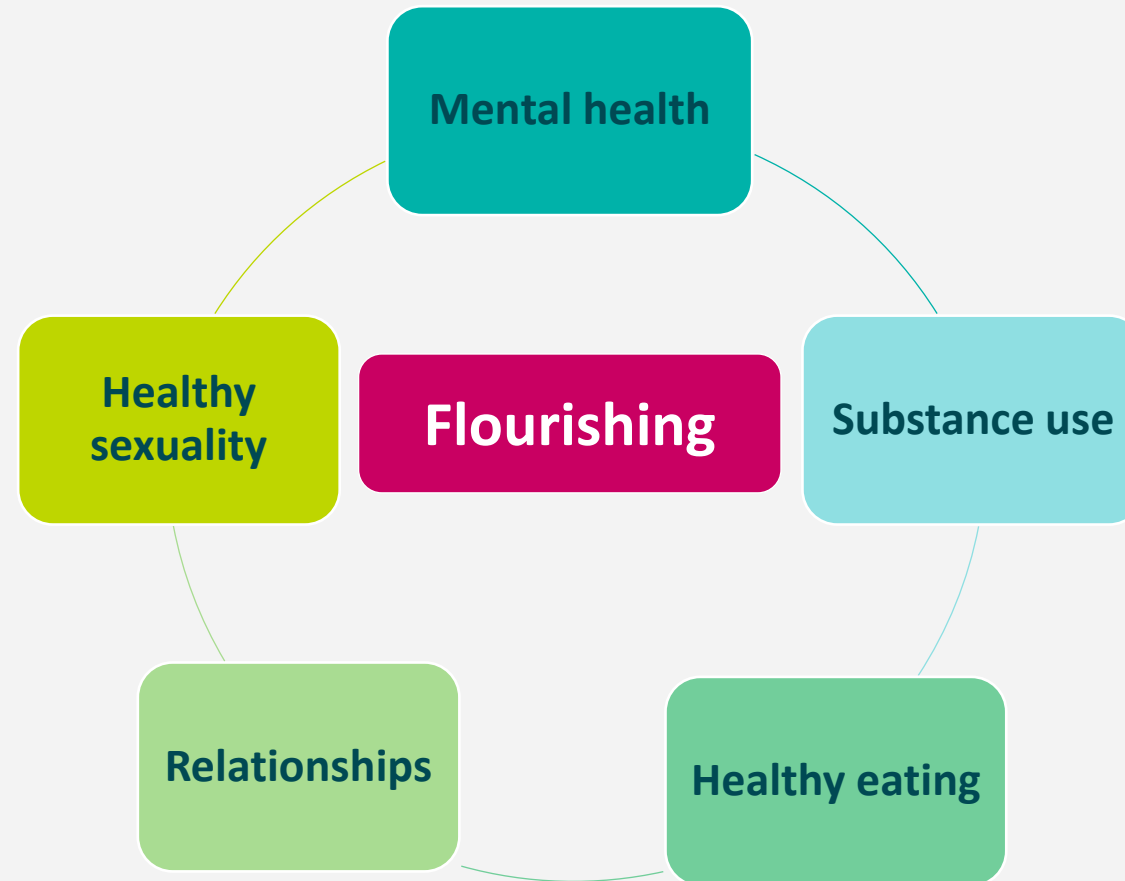 Mental health
Healthy
sexuality
Flourishing
Substance use
Relationships
Healthy eating